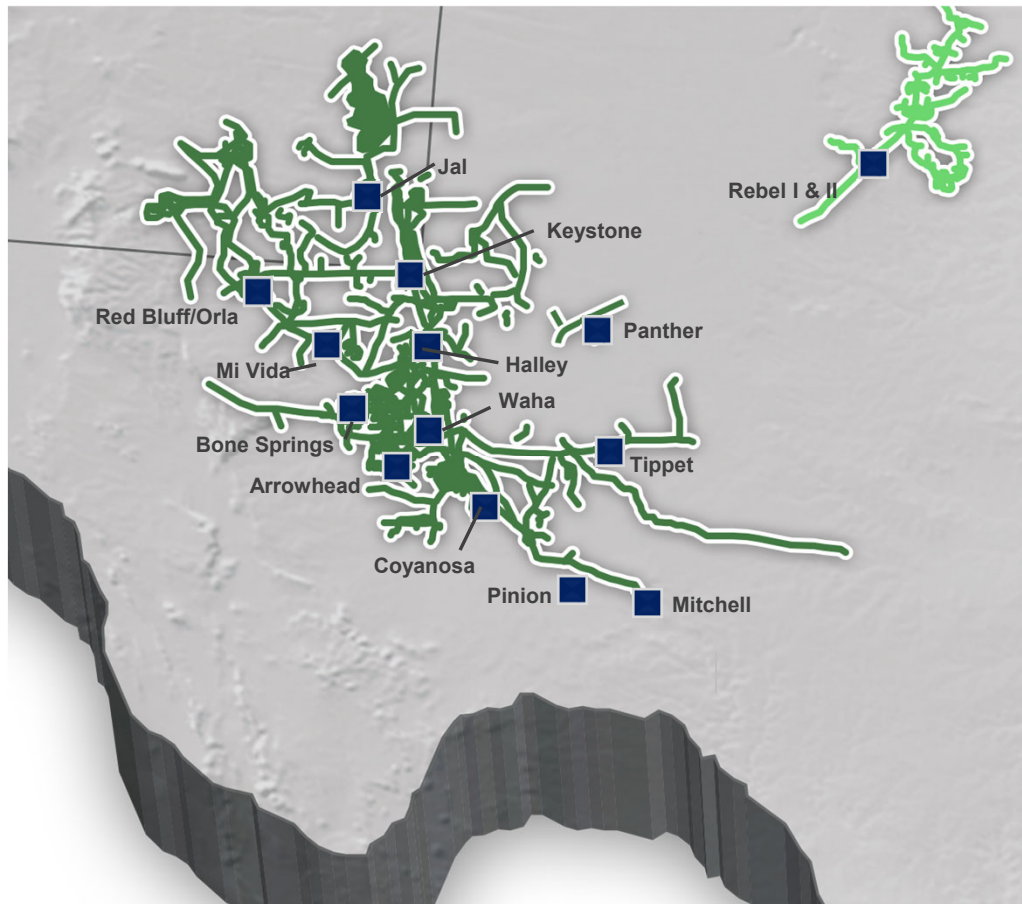 Jal
Rebel I & II
Keystone
Red Bluff/Orla
Panther
Mi Vida
Halley
Waha
Bone Springs
Tippet
Arrowhead
Coyanosa
Pinion
Mitchell